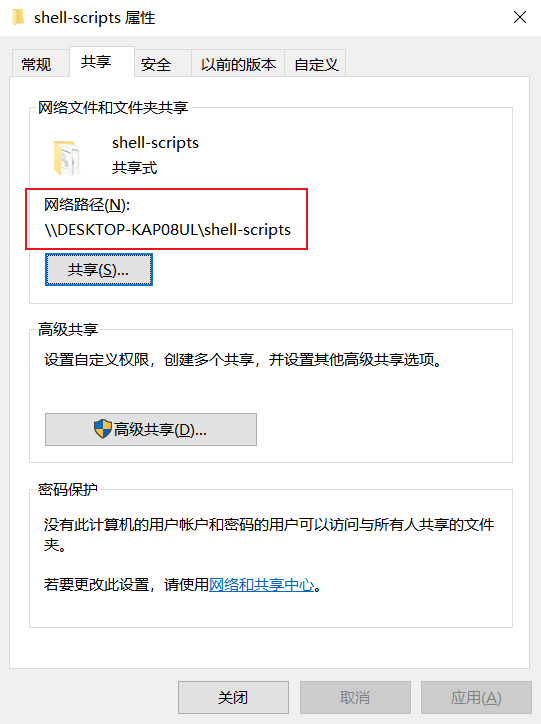 shell-scripts 属性
常规
共享
安全
以前的版本
自定义
网络文件和文件夹共享
shell-scripts
共享式
网络路径(N):
\\DESKTOP-KAP08UL\shell-scripts
共享(S)...
高级共享
设置自定义权限，创建多个共享，并设置其他高级共享选项。
高级共享(D)...
密码保护
没有此计算机的用户帐户和密码的用户可以访问与所有人共享的文件
夹。
若要更改此设置，请使用网络和共享中心。
关闭
取消
应用(A)